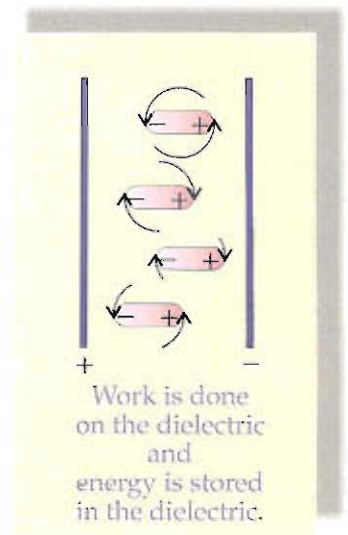 − +
− +
− +
− +
+ −
Work is done
on the dielectric
and
energy is stored
in the dielectric.